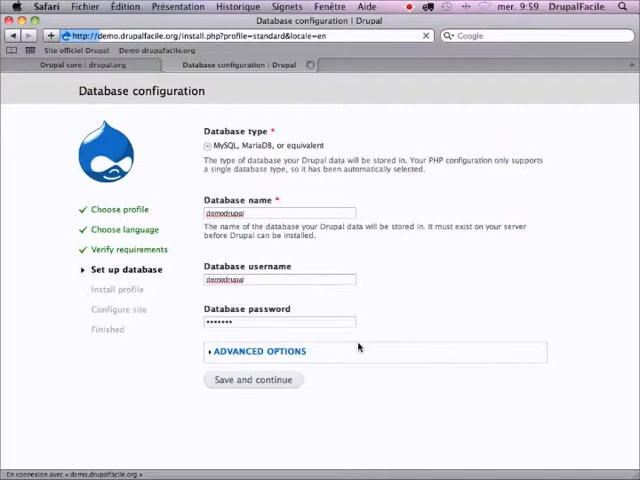 Safari Fichier Édition Présentation Historique Signets Fenêtre Aide mer. 9:59 DrupalFacile
Database configuration | Drupal
http://demo.drupalfacile.org/install.php?profile=standard&locale=en
Google
Site officiel Drupal Demo drupalfacile.org
Drupal core | drupal.org Database configuration | Drupal
Database configuration
Database type *
MySQL, MariaDB, or equivalent
The type of database your Drupal data will be stored in. Your PHP configuration only supports
a single database type, so it has been automatically selected.
Database name *
demodrupal
The name of the database your Drupal data will be stored in. It must exist on your server
before Drupal can be installed.
Database username
demodrupal
Database password
•••••••
ADVANCED OPTIONS
Save and continue
Choose profile
Choose language
Verify requirements
Set up database
Install profile
Configure site
Finished
En connexion avec « demo.drupalfacile.org »